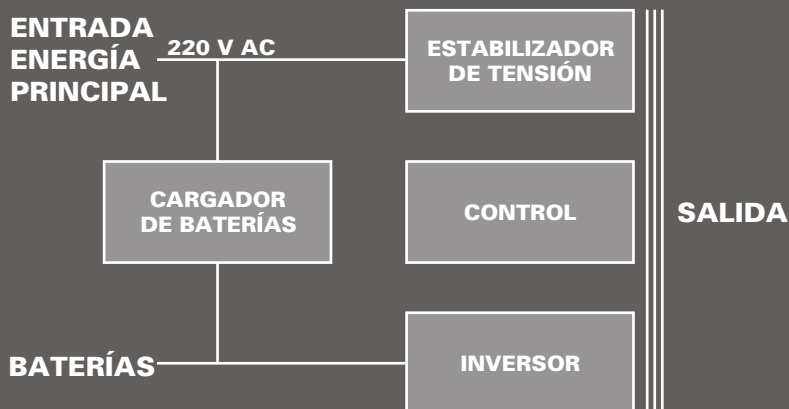 ENTRADA
ENERGÍA
PRINCIPAL
220 V AC
ESTABILIZADOR
DE TENSIÓN
CARGADOR
DE BATERÍAS
CONTROL
SALIDA
BATERÍAS
INVERSOR